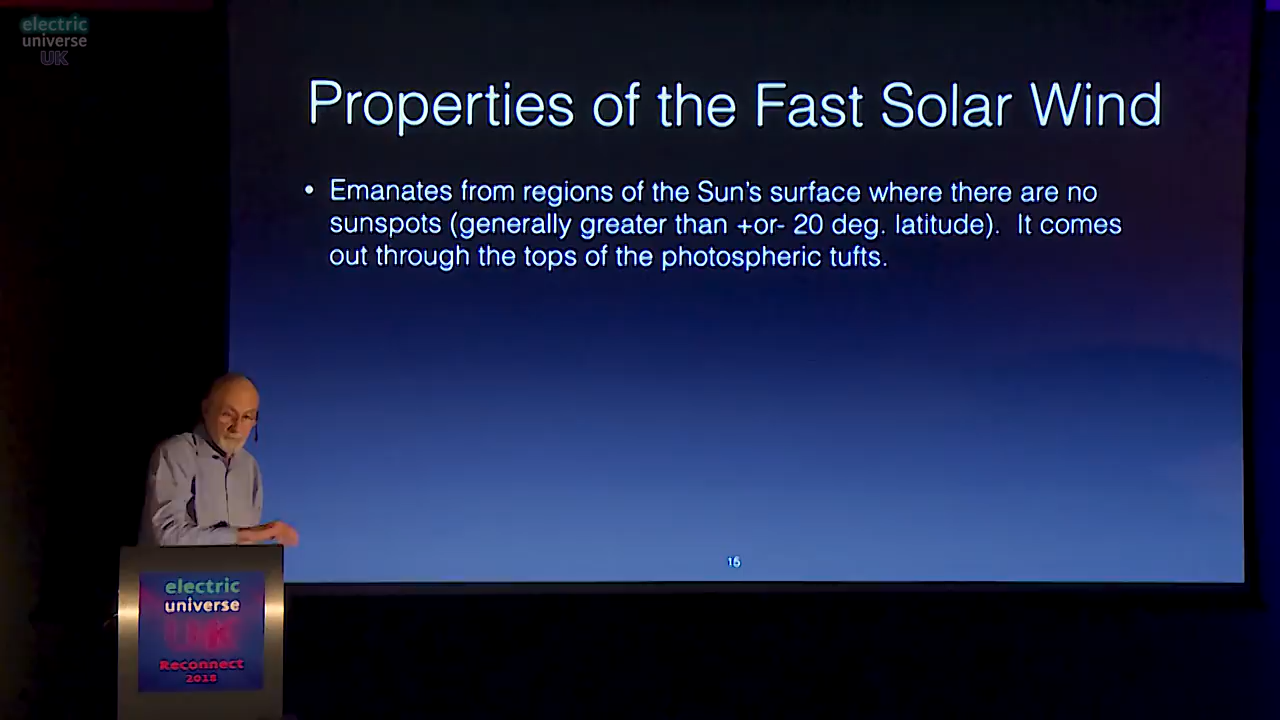 electric
universe
UK
Properties of the Fast Solar Wind
• Emanates from regions of the Sun's surface where there are no
sunspots (generally greater than +or- 20 deg. latitude).  It comes
out through the tops of the photospheric tufts.
15
electric
universe
UK
Reconnect
2018